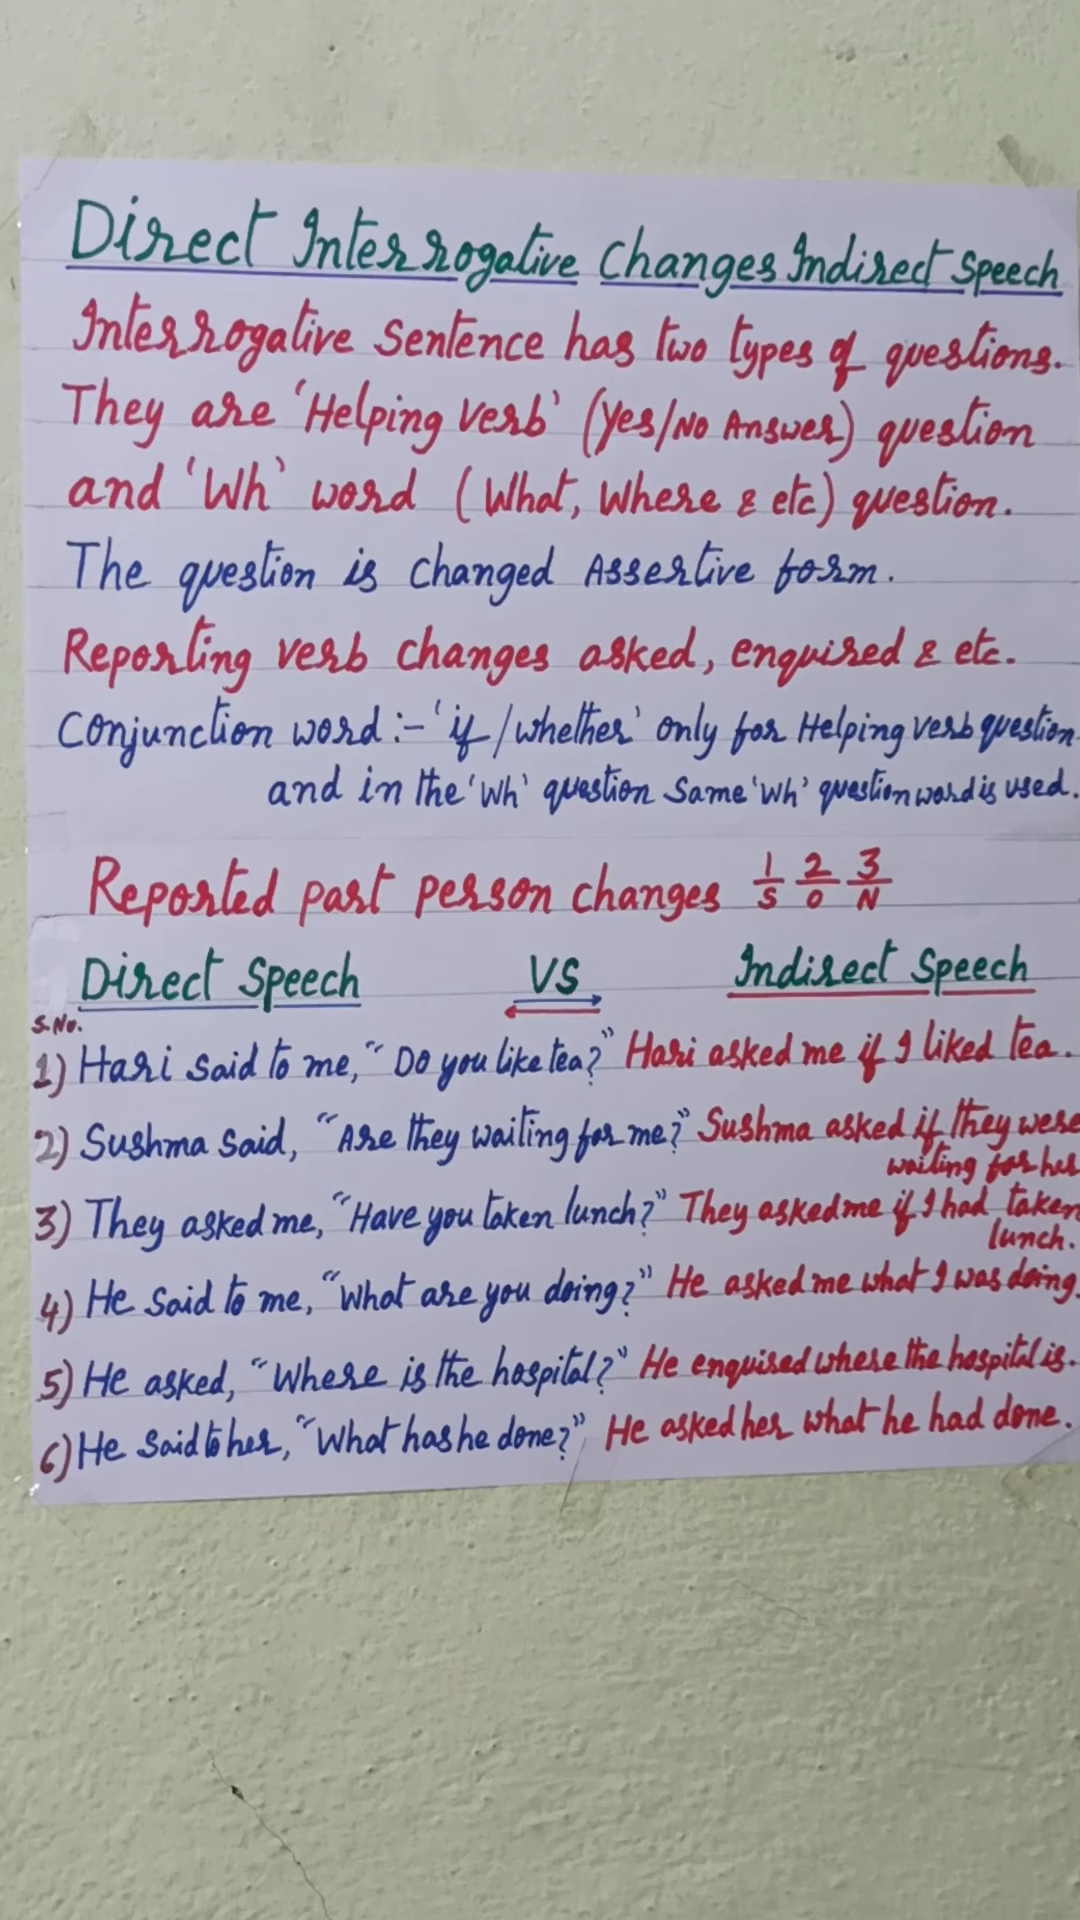 Direct Interrogative Changes Indirect Speech
Interrogative Sentence has two types of questions.
They are 'Helping Verb' (Yes/No Answer) question
and 'Wh' word (What, Where & etc) question.
The question is changed Assertive form.
Reporting verb changes asked, enquired & etc.
Conjunction word :- 'if/whether' only for Helping verb question
and in the 'Wh' question Same 'Wh' question word is used.
Reported part person changes 1/S 2/O 3/N
Direct Speech VS Indirect Speech
S.No.
1) Hari said to me, "Do you like tea?" Hari asked me if I liked tea.
2) Sushma said, "Are they waiting for me?" Sushma asked if they were
waiting for her
3) They asked me, "Have you taken lunch?" They asked me if I had taken
lunch.
4) He said to me, "What are you doing?" He asked me what I was doing.
5) He asked, "Where is the hospital?" He enquired where the hospital is.
6) He said to her, "What has he done?" He asked her what he had done.